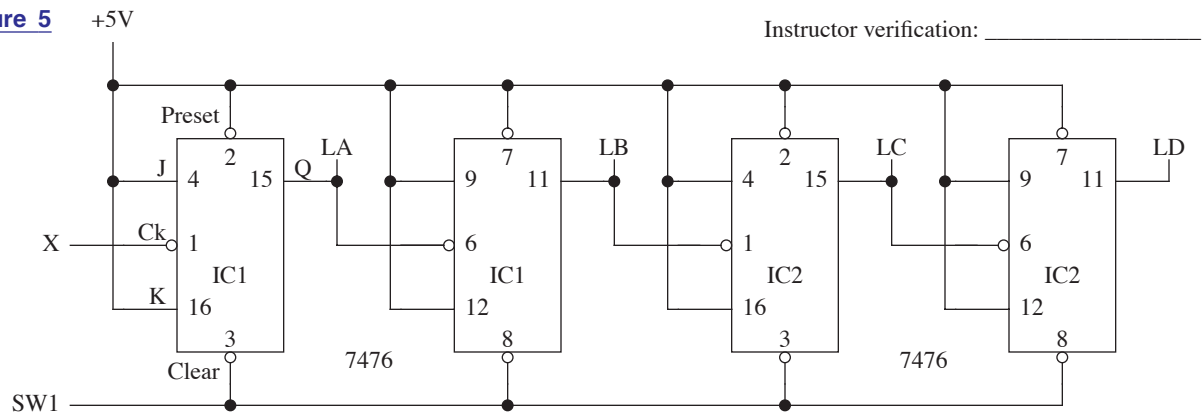 ure 5
+5V
Instructor verification: __________________
Preset
LA LB LC LD
2 7 2 7
J 4 15 Q 9 11 4 15 9 11
X Ck 1 6 1 6
IC1 IC1 IC2 IC2
K 16 12 16 12
3 8 3 8
Clear 7476 7476
SW1